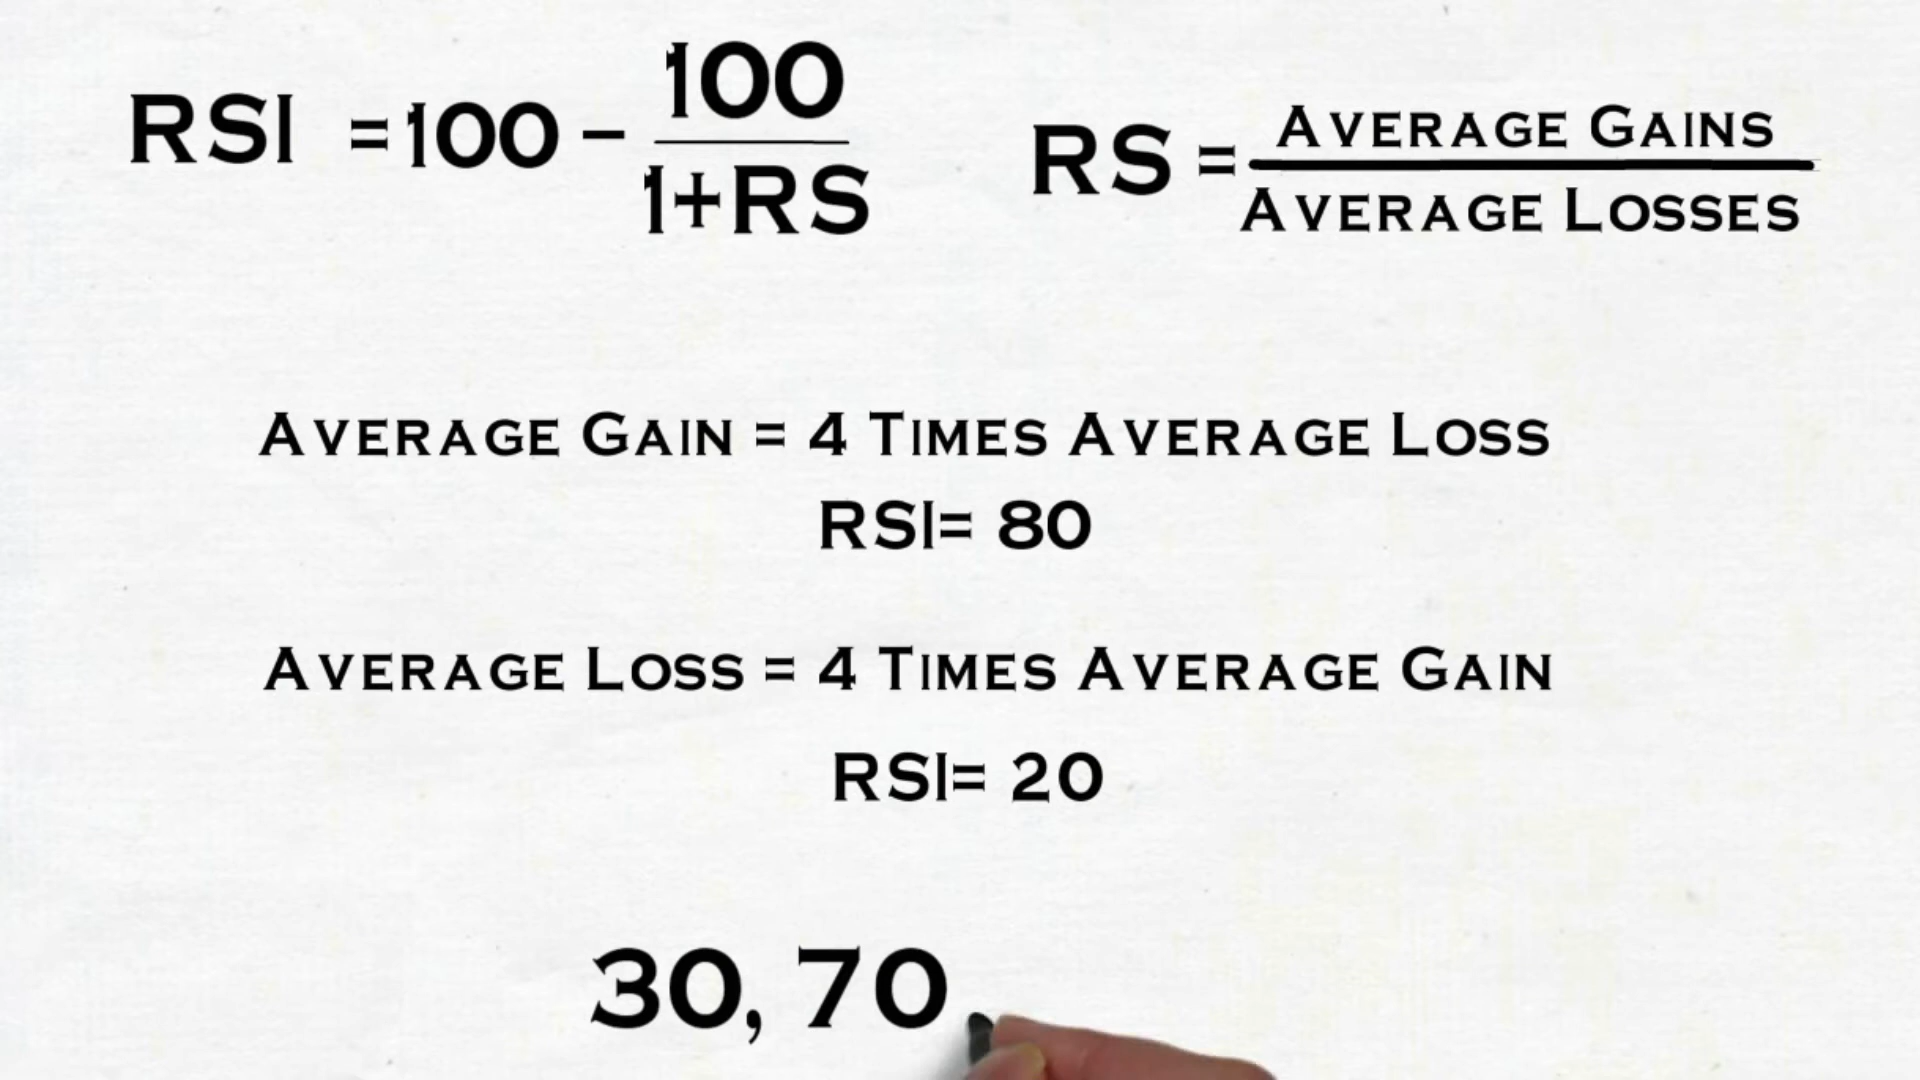 RSI = 100 – 100
1+RS
RS = AVERAGE GAINS
AVERAGE LOSSES
AVERAGE GAIN = 4 TIMES AVERAGE LOSS
RSI= 80
AVERAGE LOSS = 4 TIMES AVERAGE GAIN
RSI= 20
30, 70